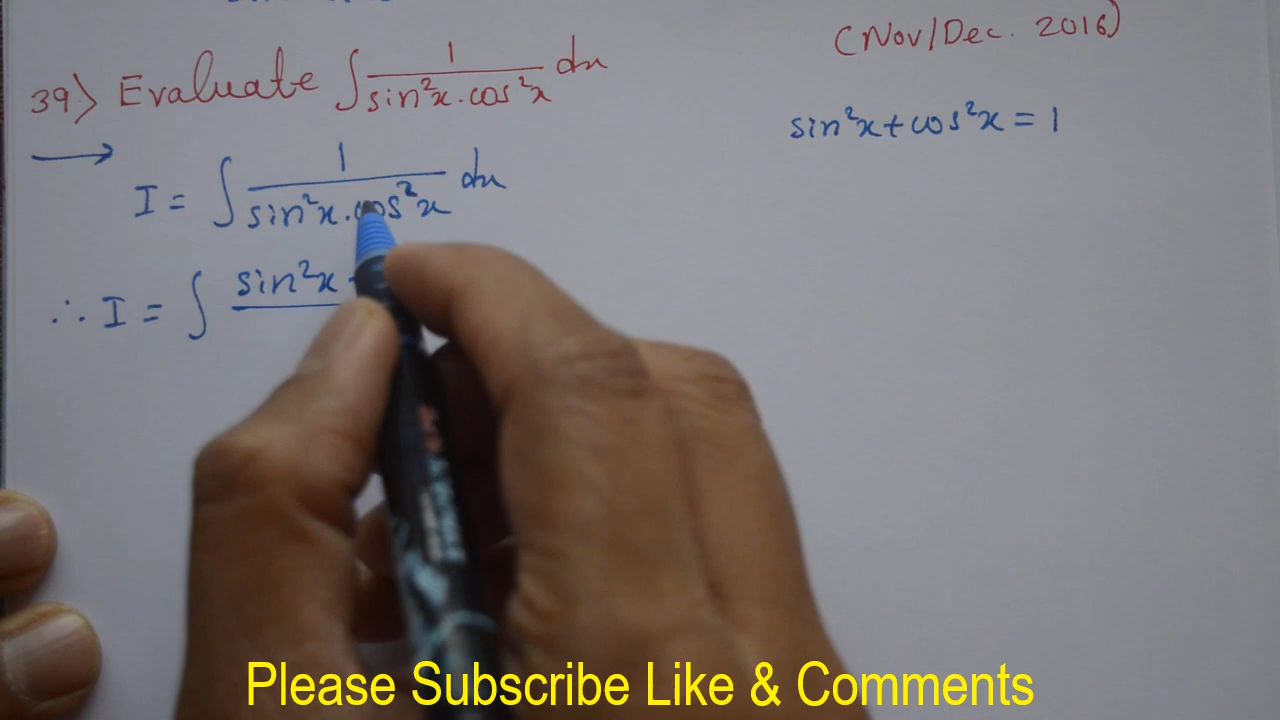 (Nov/Dec. 2016)
39) Evaluate ∫ 1/(sin²x.cos²x) dx
sin²x+cos²x = 1
I = ∫ 1/(sin²x.cos²x) dx
∴ I = ∫ sin²x
Please Subscribe Like & Comments